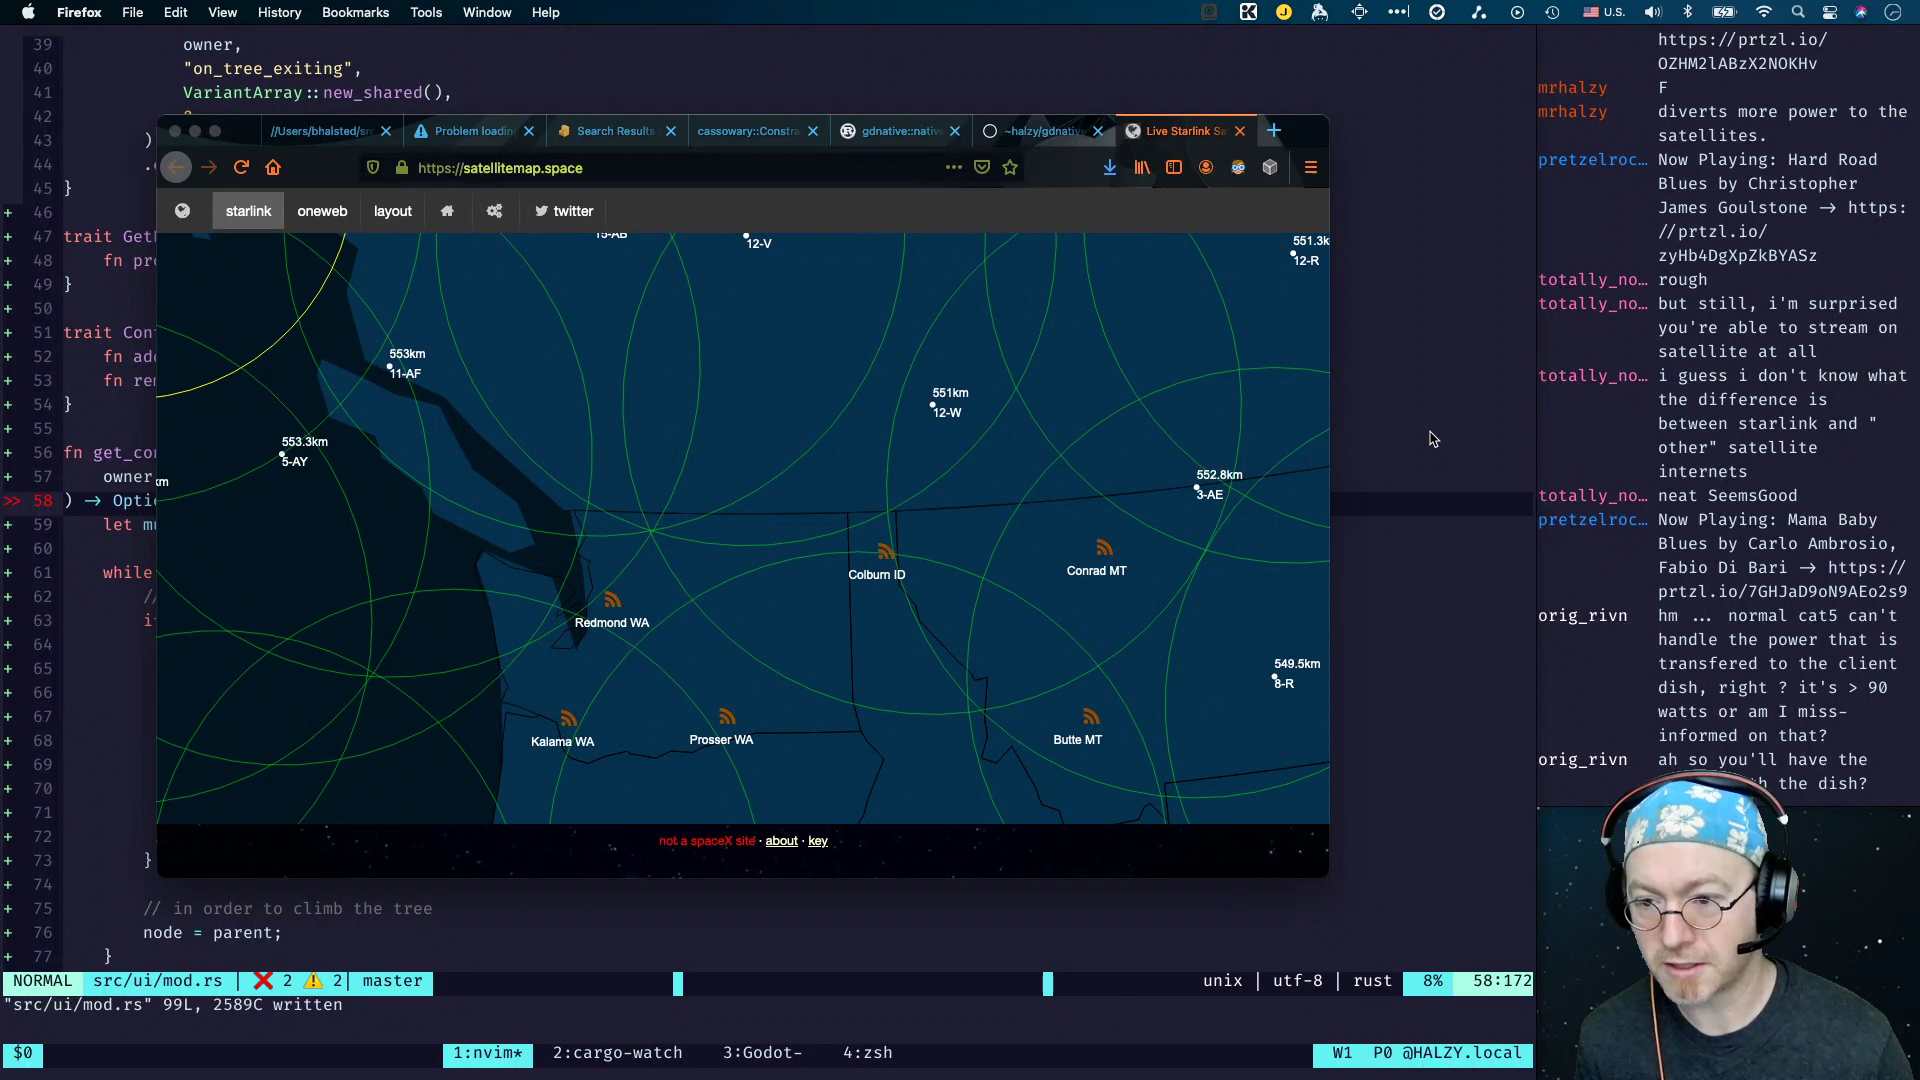 Firefox File Edit View History Bookmarks Tools Window Help
U.S.
39 owner,
40 "on_tree_exiting",
41 VariantArray::new_shared(),
42
43 )
44
45 }
+ 46
+ 47 trait Get
+ 48 fn pre
+ 49 }
+ 50
+ 51 trait Con
+ 52 fn add
+ 53 fn rem
+ 54 }
+ 55
+ 56 fn get_con
+ 57 owner
>> 58 ) → Optio
+ 59 let mu
+ 60
+ 61 while
+ 62 //
+ 63 i
+ 64
+ 65
+ 66
+ 67
+ 68
+ 69
+ 70
+ 71
+ 72
+ 73 }
+ 74
+ 75 // in order to climb the tree
+ 76 node = parent;
+ 77 }
//Users/bhalsted/src
Problem loadin
Search Results
cassowary::Constra
gdnative::nativ
~halzy/gdnativ
Live Starlink Sa
https://satellitemap.space
starlink oneweb layout twitter
15-AB
12-V
551.3k
12-R
553km
11-AF
551km
12-W
553.3km
5-AY
km
552.8km
3-AE
Colburn ID
Conrad MT
Redmond WA
549.5km
8-R
Kalama WA
Prosser WA
Butte MT
not a spaceX site · about · key
NORMAL src/ui/mod.rs | 2 2| master
unix | utf-8 | rust 8% 58:172
"src/ui/mod.rs" 99L, 2589C written
$0 1:nvim* 2:cargo-watch 3:Godot- 4:zsh W1 P0 @HALZY.local
https://prtzl.io/
OZHM2lABzX2NOKHv
mrhalzy F
mrhalzy diverts more power to the
satellites.
pretzelroc… Now Playing: Hard Road
Blues by Christopher
James Goulstone → https:
//prtzl.io/
zyHb4DgXpZkBYASz
totally_no… rough
totally_no… but still, i'm surprised
you're able to stream on
satellite at all
totally_no… i guess i don't know what
the difference is
between starlink and "
other" satellite
internets
totally_no… neat SeemsGood
pretzelroc… Now Playing: Mama Baby
Blues by Carlo Ambrosio,
Fabio Di Bari → https://
prtzl.io/7GHJaD9oN9AEo2s9
orig_rivn hm ... normal cat5 can't
handle the power that is
transfered to the client
dish, right ? it's > 90
watts or am I miss-
informed on that?
orig_rivn ah so you'll have the
the dish?